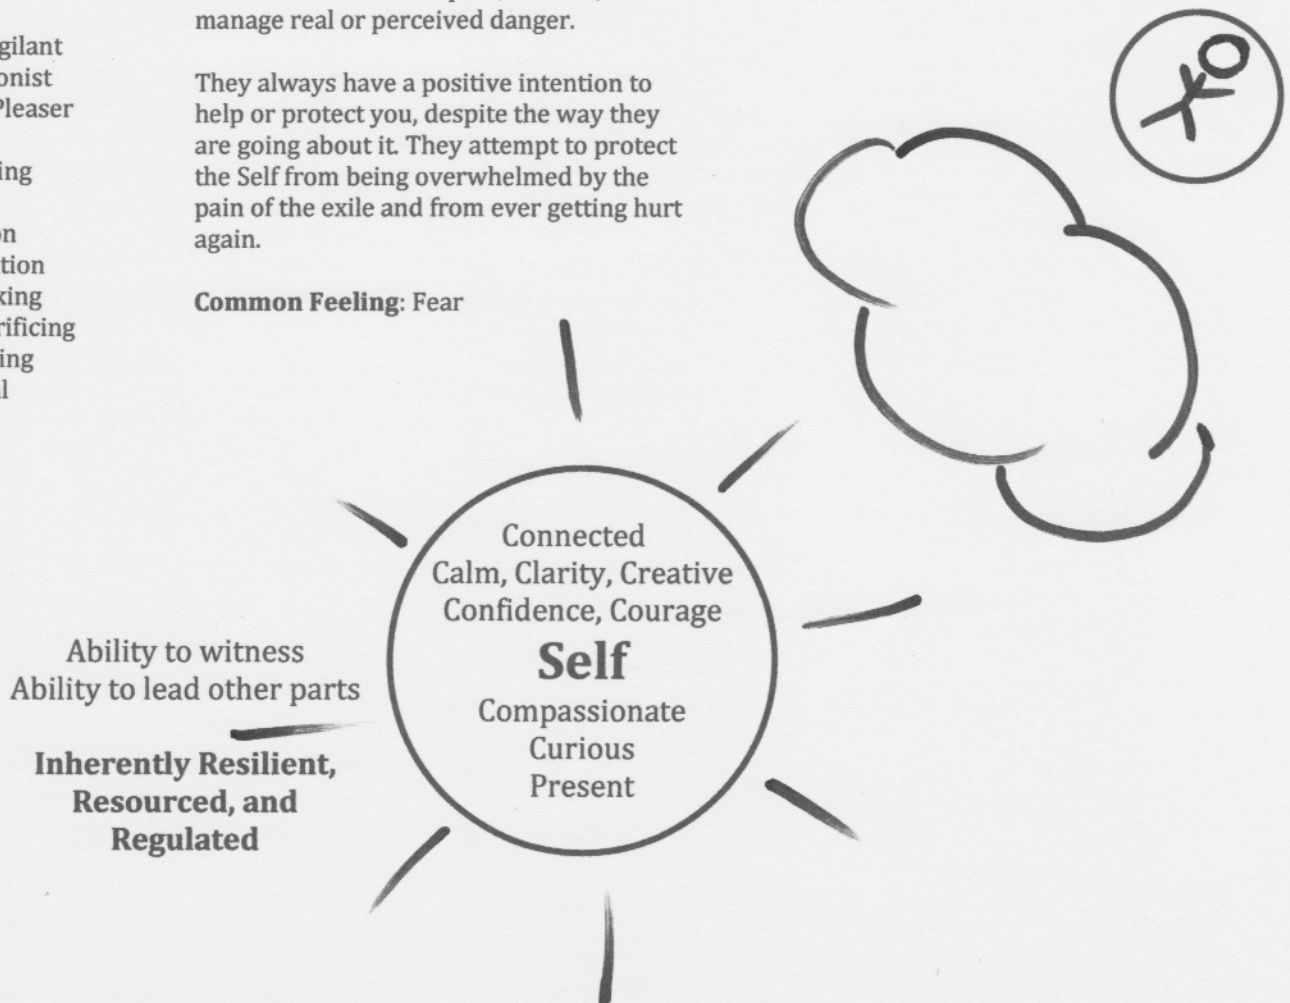 manage real or perceived danger.
Pleaser
They always have a positive intention to
help or protect you, despite the way they
are going about it. They attempt to protect
the Self from being overwhelmed by the
pain of the exile and from ever getting hurt
again.
Common Feeling: Fear
Connected
Calm, Clarity, Creative
Confidence, Courage
Self
Compassionate
Curious
Present
Ability to witness
Ability to lead other parts
Inherently Resilient,
Resourced, and
Regulated